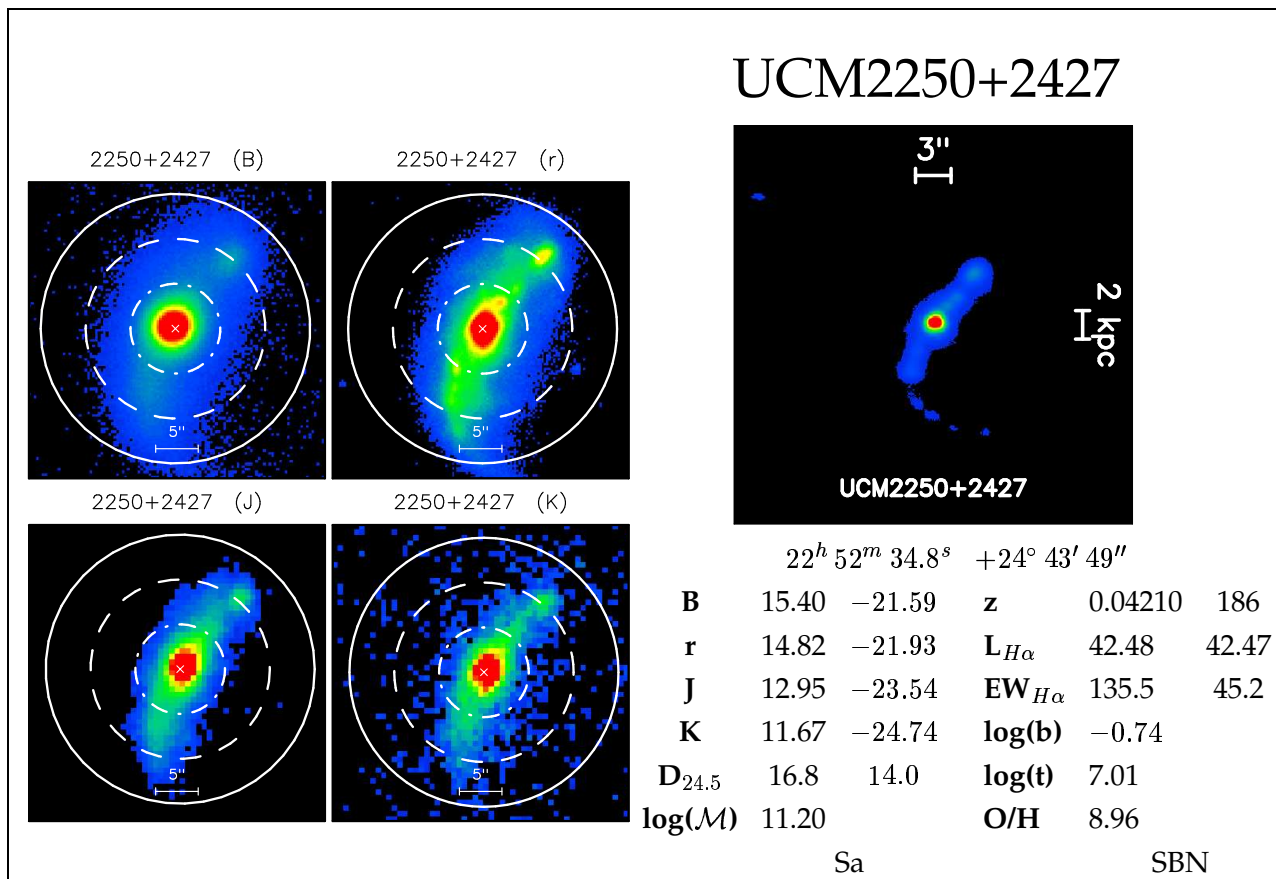 UCM2250+2427
2250+2427 (B)
2250+2427 (r)
5"
5"
2250+2427 (J)
2250+2427 (K)
5"
5"
3"
2 kpc
UCM2250+2427
22ʰ 52ᵐ 34.8ˢ +24° 43′ 49″
B 15.40 −21.59 z 0.04210 186
r 14.82 −21.93 L_Hα 42.48 42.47
J 12.95 −23.54 EW_Hα 135.5 45.2
K 11.67 −24.74 log(b) −0.74
D_24.5 16.8 14.0 log(t) 7.01
log(ℳ) 11.20 O/H 8.96
Sa SBN